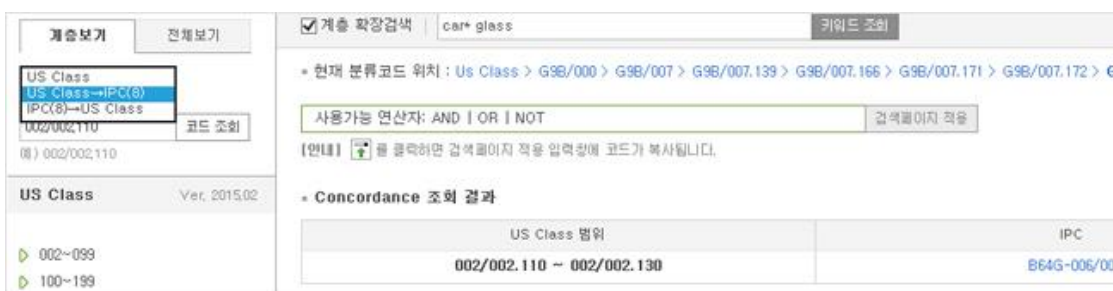 계층보기 전체보기
US Class
US Class→IPC(8)
IPC(8)→US Class
002/002,110 코드 조회
예) 002/002,110
US Class Ver, 2015,02
002~099
100~199
계층 확장검색 car+ glass 키워드 조회
현재 분류코드 위치 : Us Class > G9B/000 > G9B/007 > G9B/007.139 > G9B/007.166 > G9B/007.171 > G9B/007.172 >
사용가능 연산자: AND | OR | NOT 검색페이지 적용
[안내] 를 클릭하면 검색페이지 적용 입력창에 코드가 복사됩니다.
Concordance 조회 결과
US Class 범위 IPC
002/002.110 ~ 002/002.130 B64G-006/00